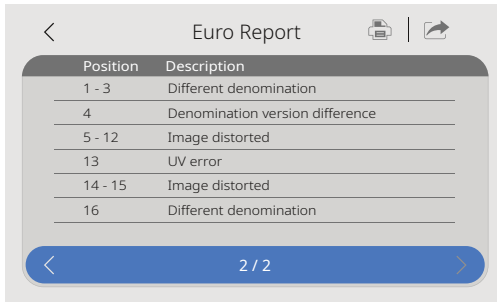 Euro Report
Position Description
1 - 3 Different denomination
4 Denomination version difference
5 - 12 Image distorted
13 UV error
14 - 15 Image distorted
16 Different denomination
2 / 2